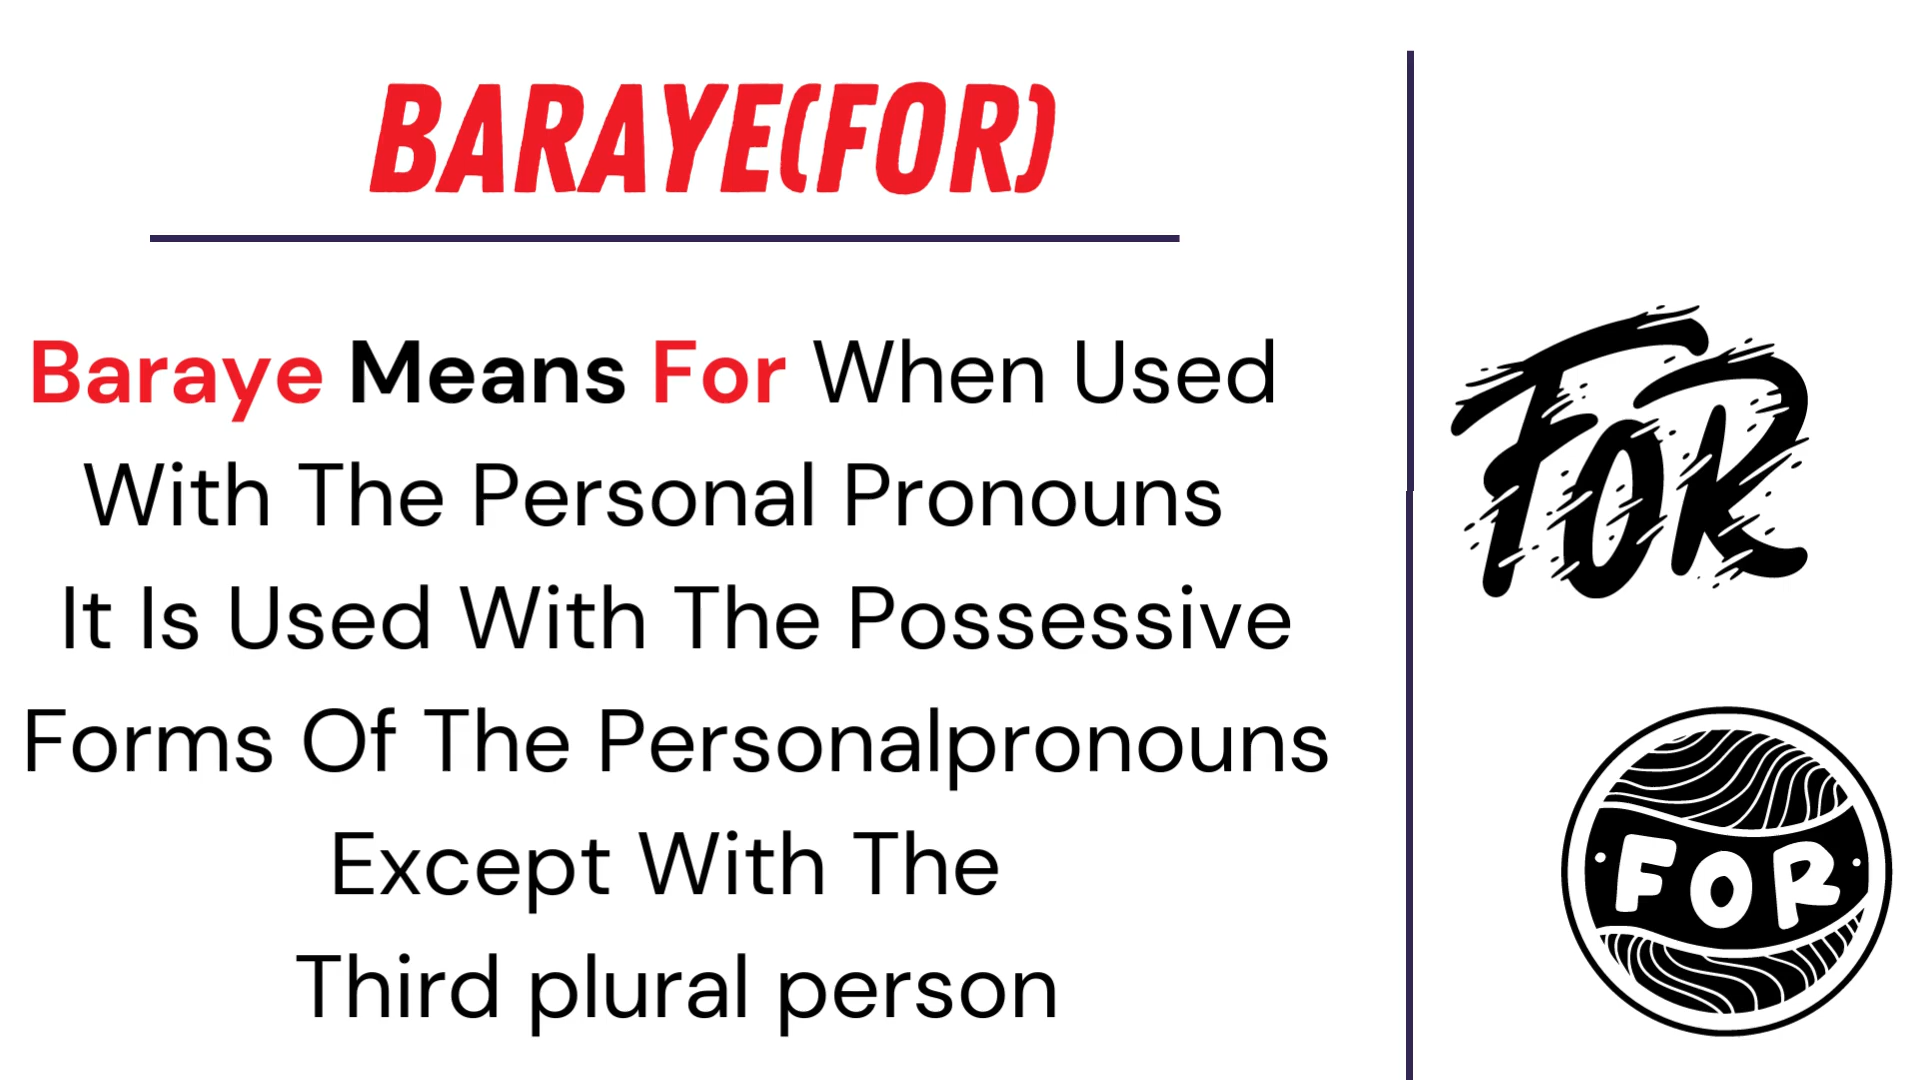 BARAYE(FOR)
Baraye Means For When Used
With The Personal Pronouns
It Is Used With The Possessive
Forms Of The Personalpronouns
Except With The
Third plural person
FOR
FOR